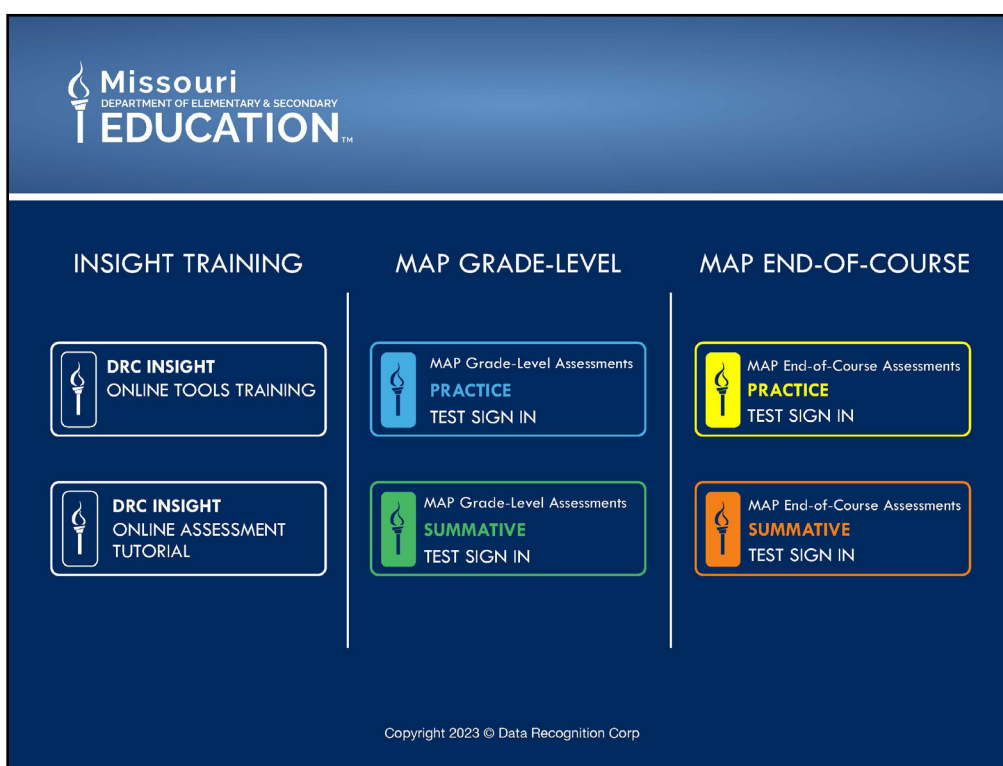 Missouri
DEPARTMENT OF ELEMENTARY & SECONDARY
EDUCATION™
INSIGHT TRAINING
DRC INSIGHT
ONLINE TOOLS TRAINING
DRC INSIGHT
ONLINE ASSESSMENT
TUTORIAL
MAP GRADE-LEVEL
MAP Grade-Level Assessments
PRACTICE
TEST SIGN IN
MAP Grade-Level Assessments
SUMMATIVE
TEST SIGN IN
MAP END-OF-COURSE
MAP End-of-Course Assessments
PRACTICE
TEST SIGN IN
MAP End-of-Course Assessments
SUMMATIVE
TEST SIGN IN
Copyright 2023 © Data Recognition Corp